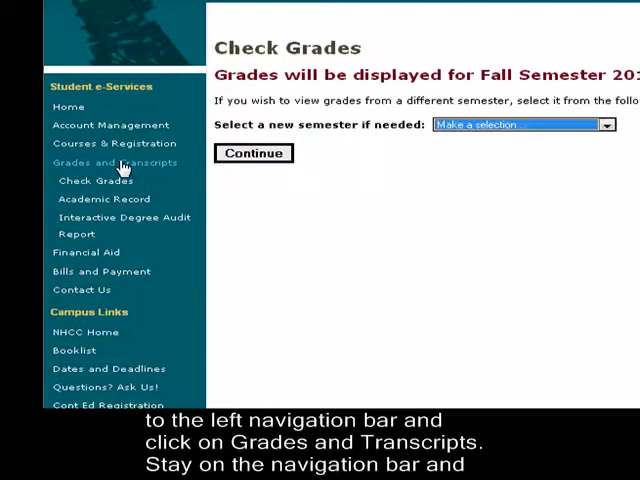 Check Grades
Grades will be displayed for Fall Semester
If you wish to view grades from a different semester, select it from the
Select a new semester if needed: Make a selection...
Continue
Student e-Services
Home
Account Management
Courses & Registration
Grades and Transcripts
Check Grades
Academic Record
Interactive Degree Audit
Report
Financial Aid
Bills and Payment
Contact Us
Campus Links
NHCC Home
Booklist
Dates and Deadlines
Questions? Ask Us!
Cont Ed Registration
to the left navigation bar and
click on Grades and Transcripts.
Stay on the navigation bar and